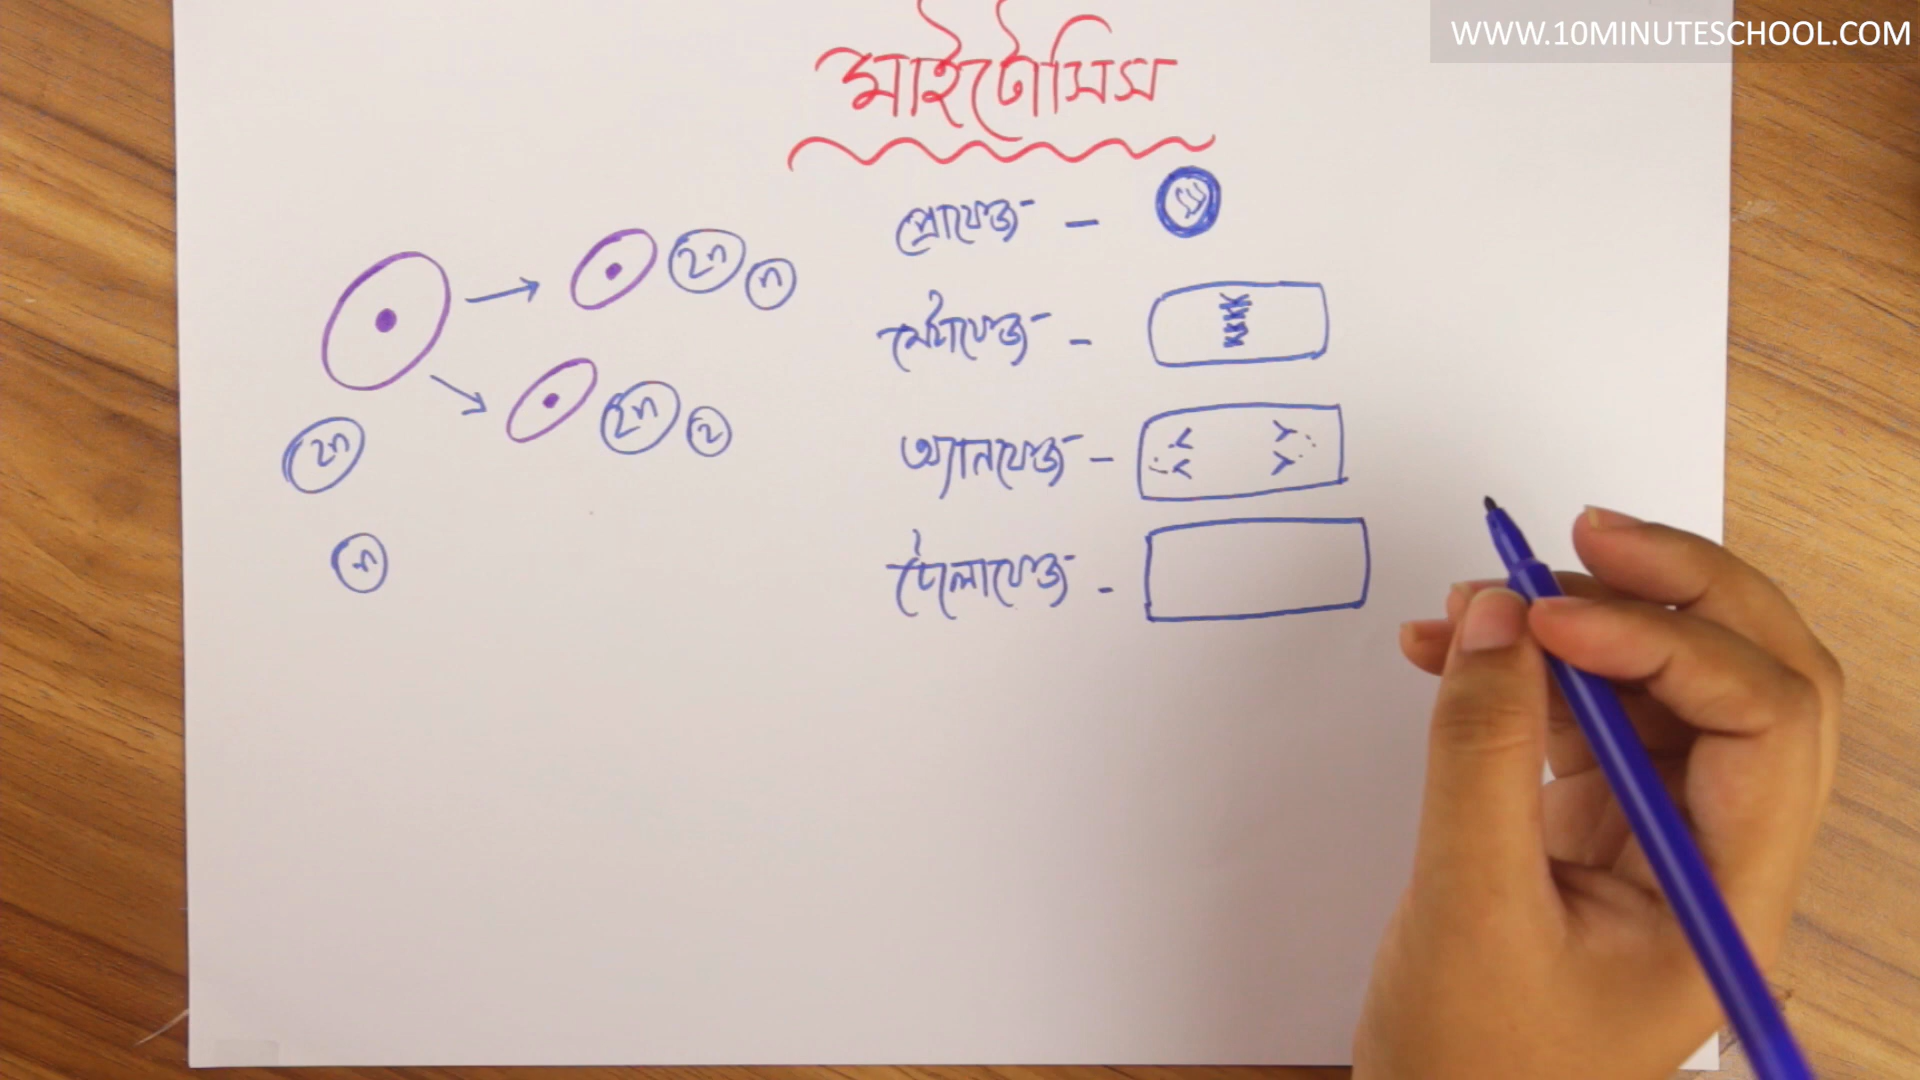 WWW.10MINUTESCHOOL.COM
মাইটোসিস
প্রোফেজ -
2n n
মেটাফেজ -
2n
2n
অ্যানাফেজ -
n
টেলোফেজ -